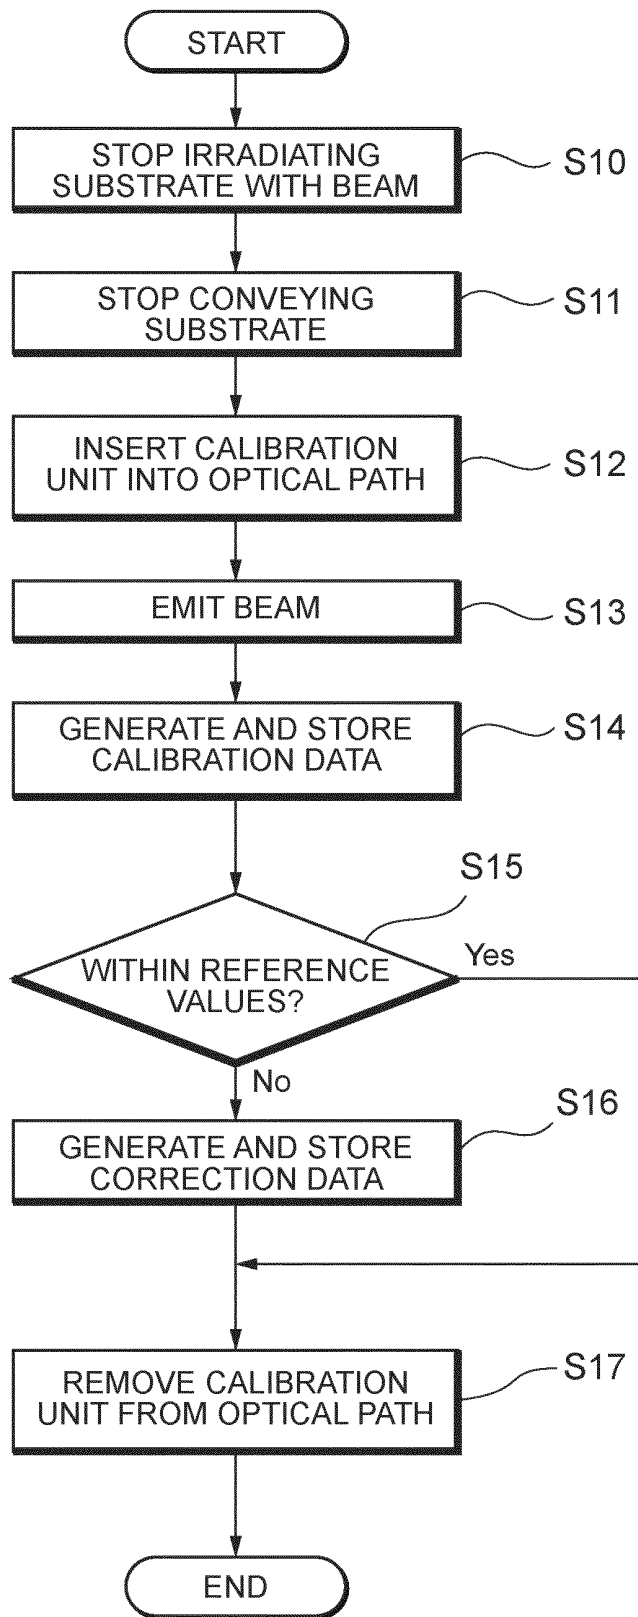 START
STOP IRRADIATING
SUBSTRATE WITH BEAM
S10
STOP CONVEYING
SUBSTRATE
S11
INSERT CALIBRATION
UNIT INTO OPTICAL PATH
S12
EMIT BEAM
S13
GENERATE AND STORE
CALIBRATION DATA
S14
S15
WITHIN REFERENCE
VALUES?
Yes
No
GENERATE AND STORE
CORRECTION DATA
S16
REMOVE CALIBRATION
UNIT FROM OPTICAL PATH
S17
END